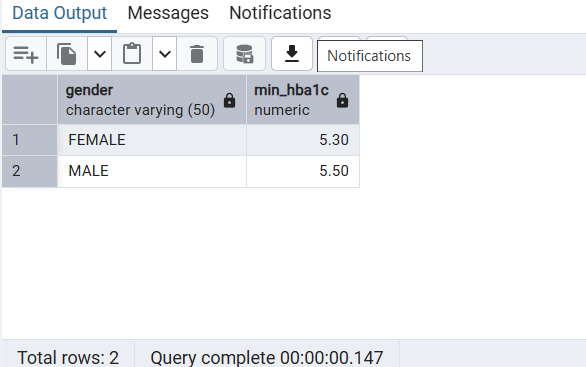 Data Output Messages Notifications
Notifications
gender min_hba1c
character varying (50) numeric
1 FEMALE 5.30
2 MALE 5.50
Total rows: 2 Query complete 00:00:00.147